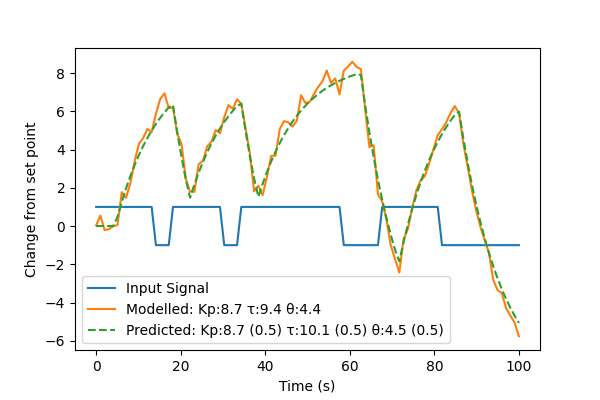 8
6
4
2
0
−2
−4
−6
Change from set point
Input Signal
Modelled: Kp:8.7 τ:9.4 θ:4.4
Predicted: Kp:8.7 (0.5) τ:10.1 (0.5) θ:4.5 (0.5)
0 20 40 60 80 100
Time (s)